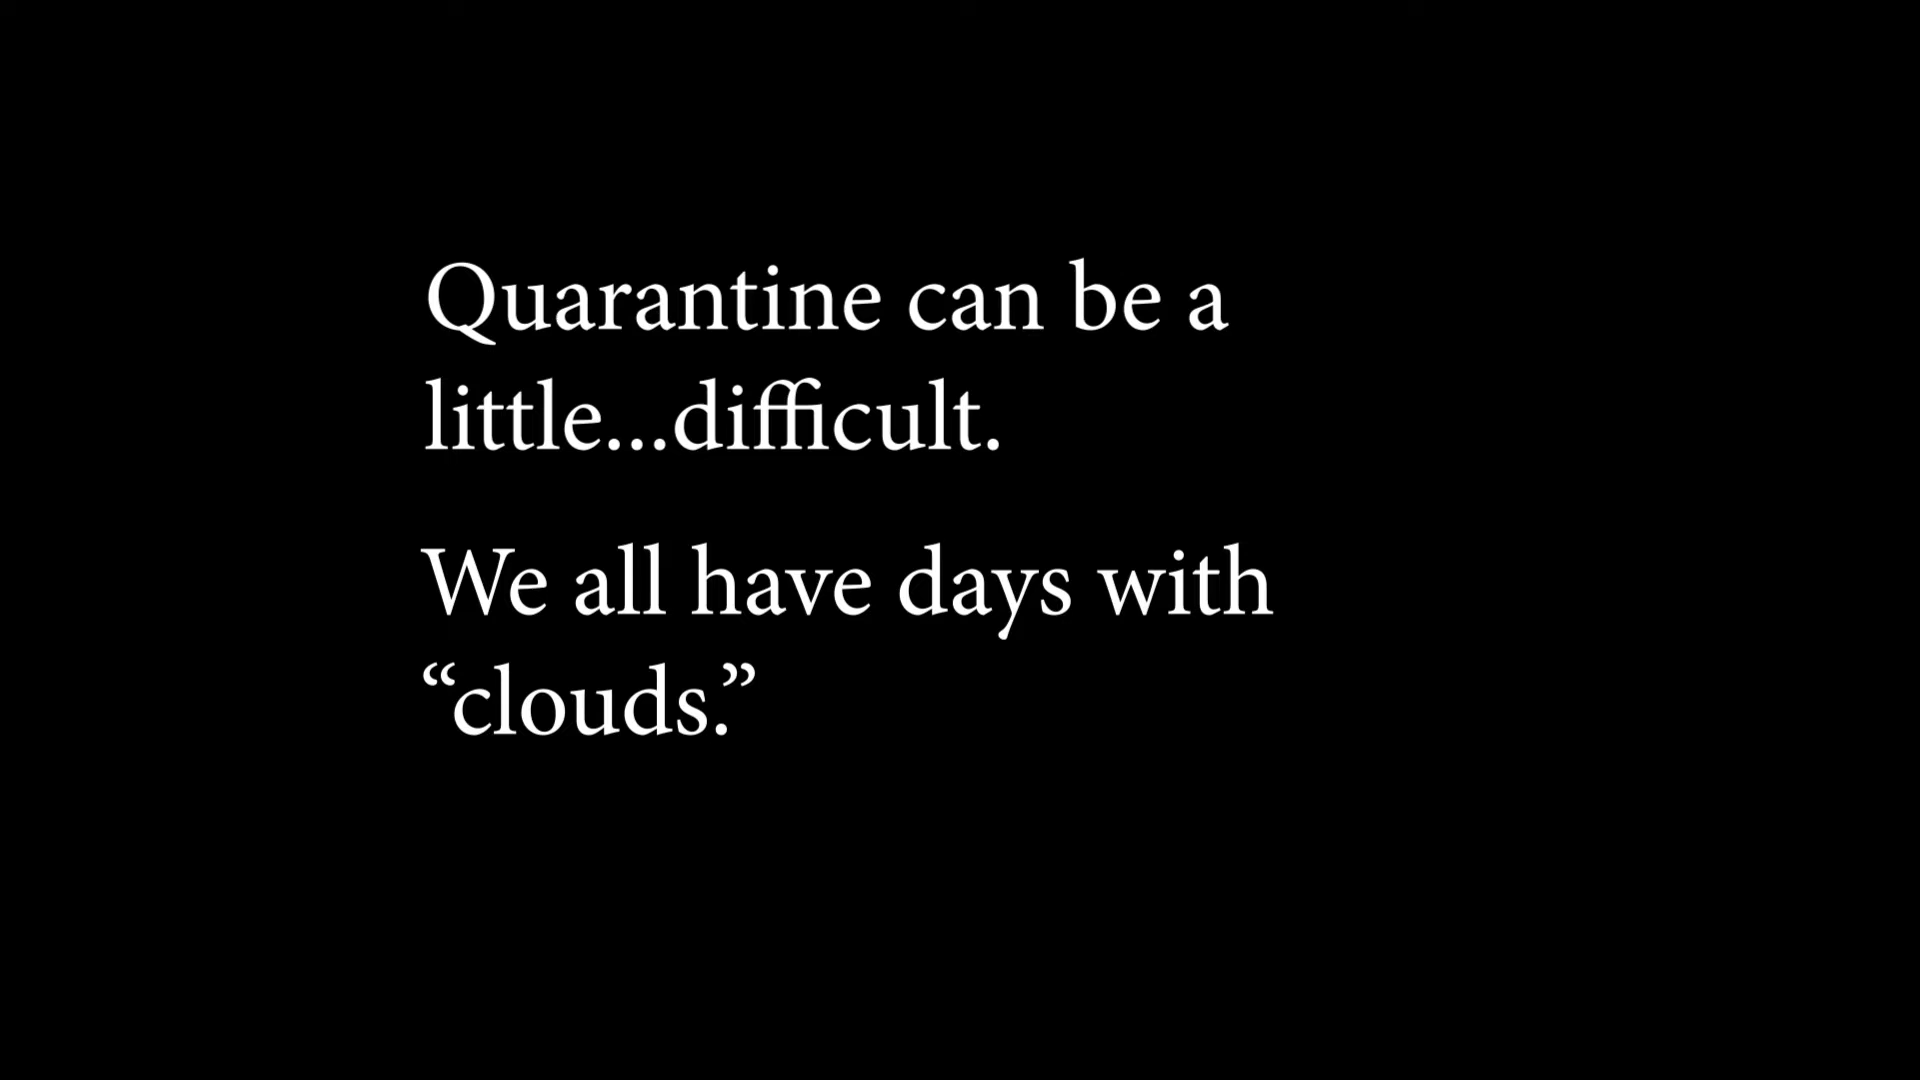 Quarantine can be a
little...difficult.
We all have days with
“clouds.”